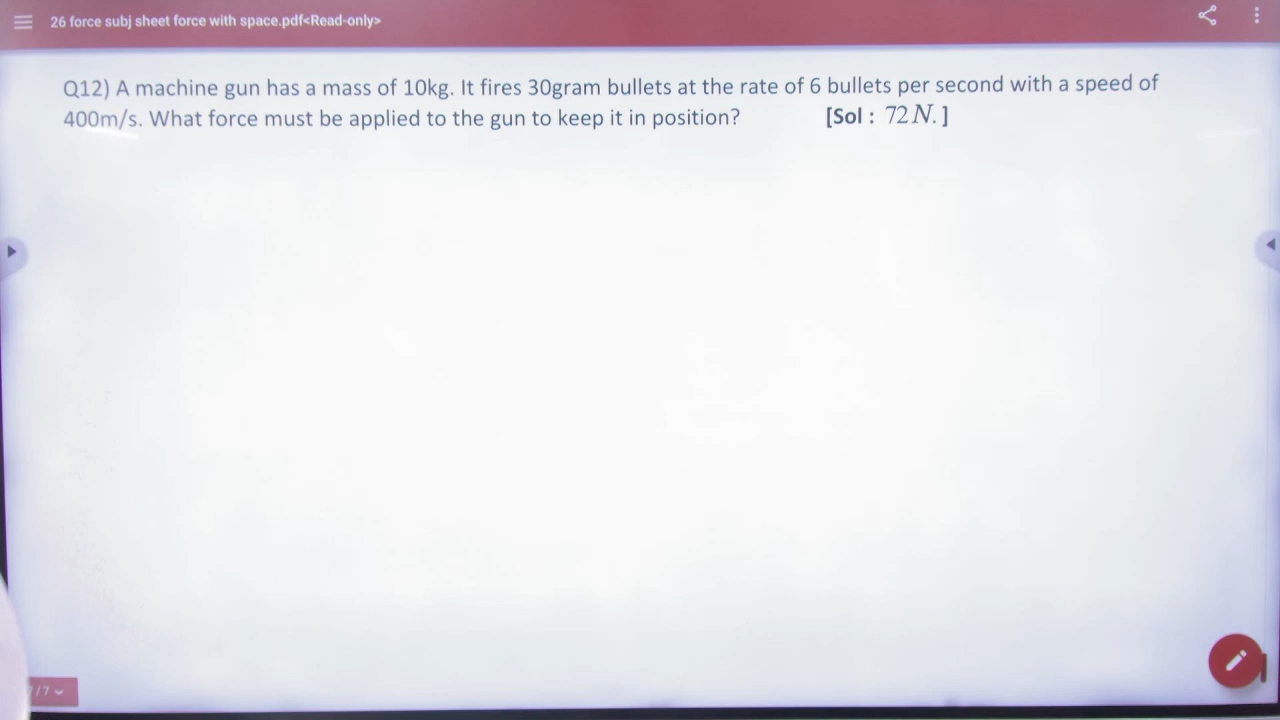 26 force subj sheet force with space.pdf<Read-only>
Q12) A machine gun has a mass of 10kg. It fires 30gram bullets at the rate of 6 bullets per second with a speed of
400m/s. What force must be applied to the gun to keep it in position? [Sol : 72 N. ]
/7